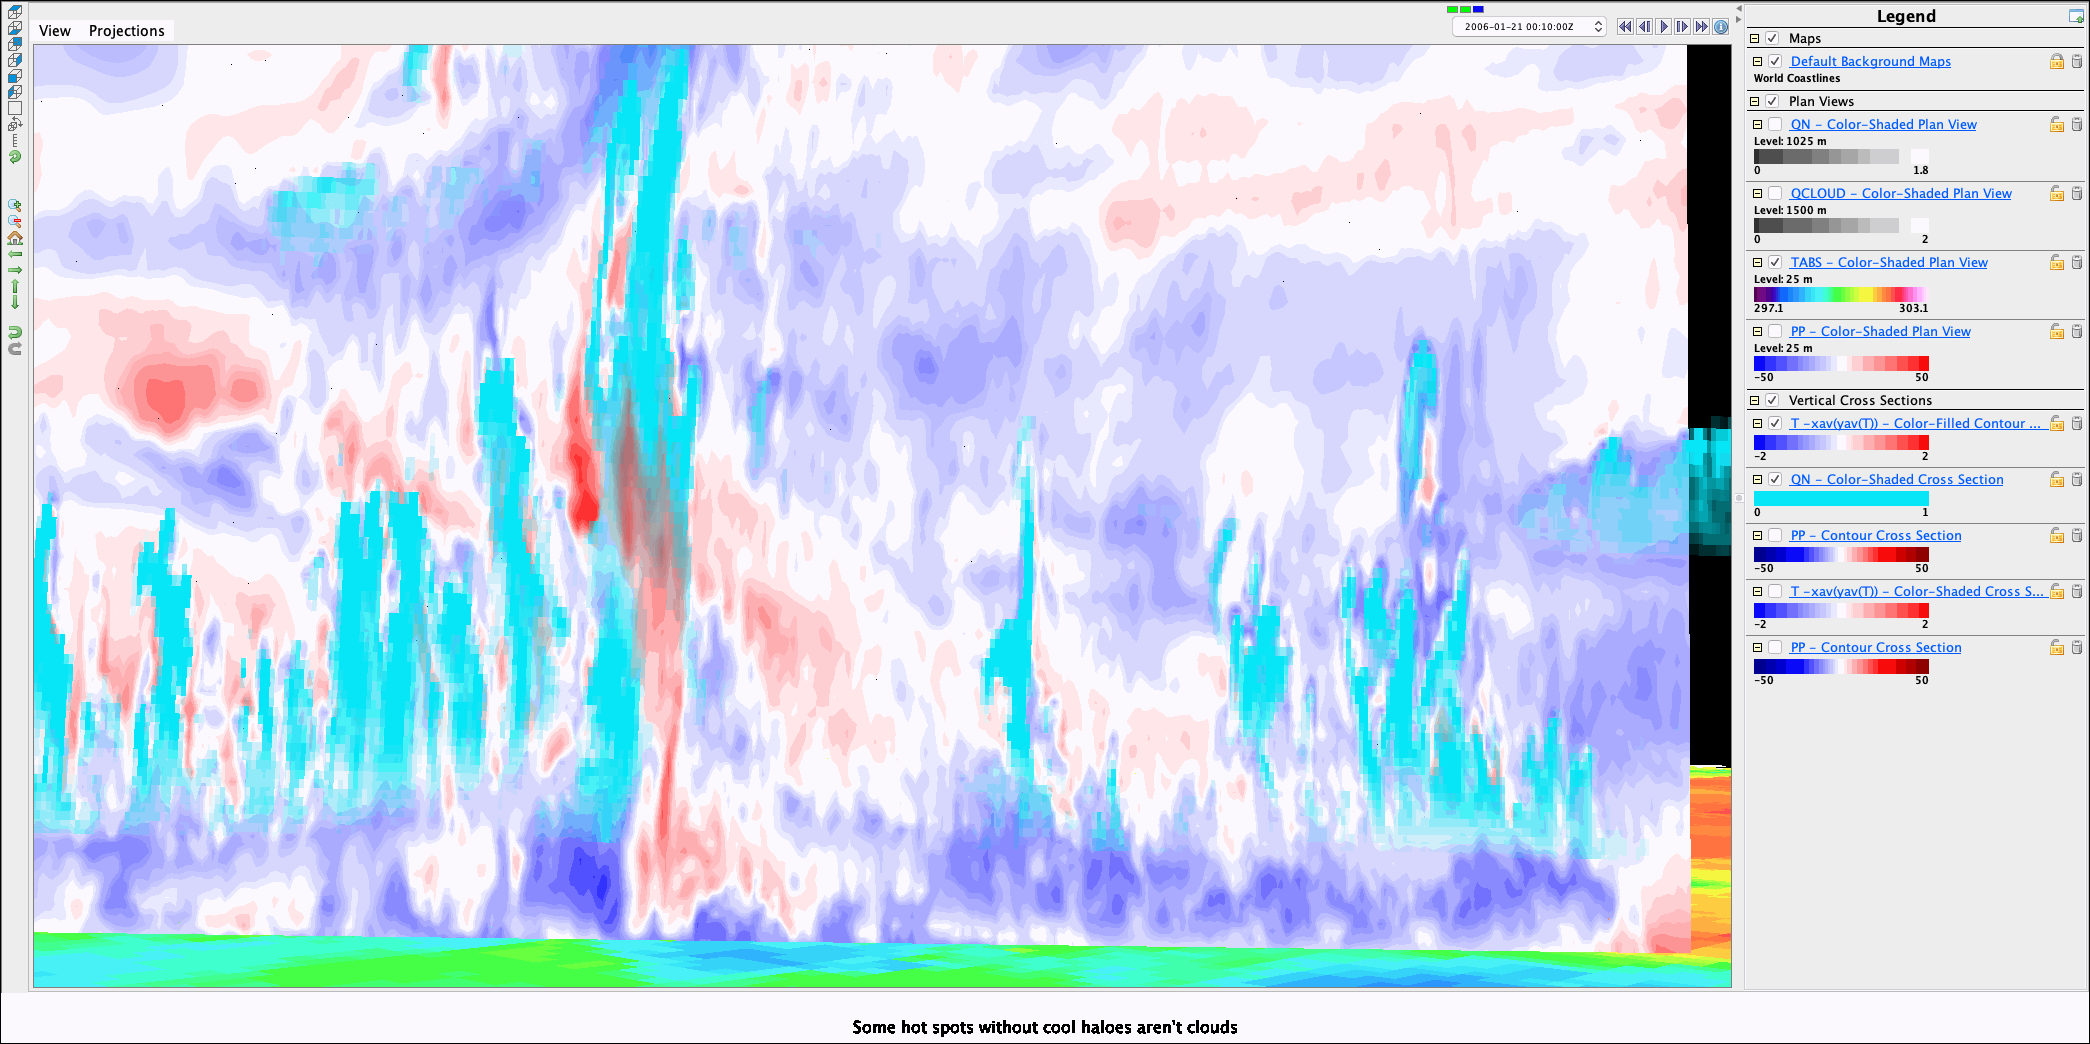 View Projections
2006-01-21 00:10:00Z
Legend
Maps
Default Background Maps
World Coastlines
Plan Views
QN - Color-Shaded Plan View
Level: 1025 m
0 1.8
QCLOUD - Color-Shaded Plan View
Level: 1500 m
0 2
TABS - Color-Shaded Plan View
Level: 25 m
297.1 303.1
PP - Color-Shaded Plan View
Level: 25 m
-50 50
Vertical Cross Sections
T -xav(yav(T)) - Color-Filled Contour ...
-2 2
QN - Color-Shaded Cross Section
0 1
PP - Contour Cross Section
-50 50
T -xav(yav(T)) - Color-Shaded Cross S...
-2 2
PP - Contour Cross Section
-50 50
Some hot spots without cool haloes aren't clouds